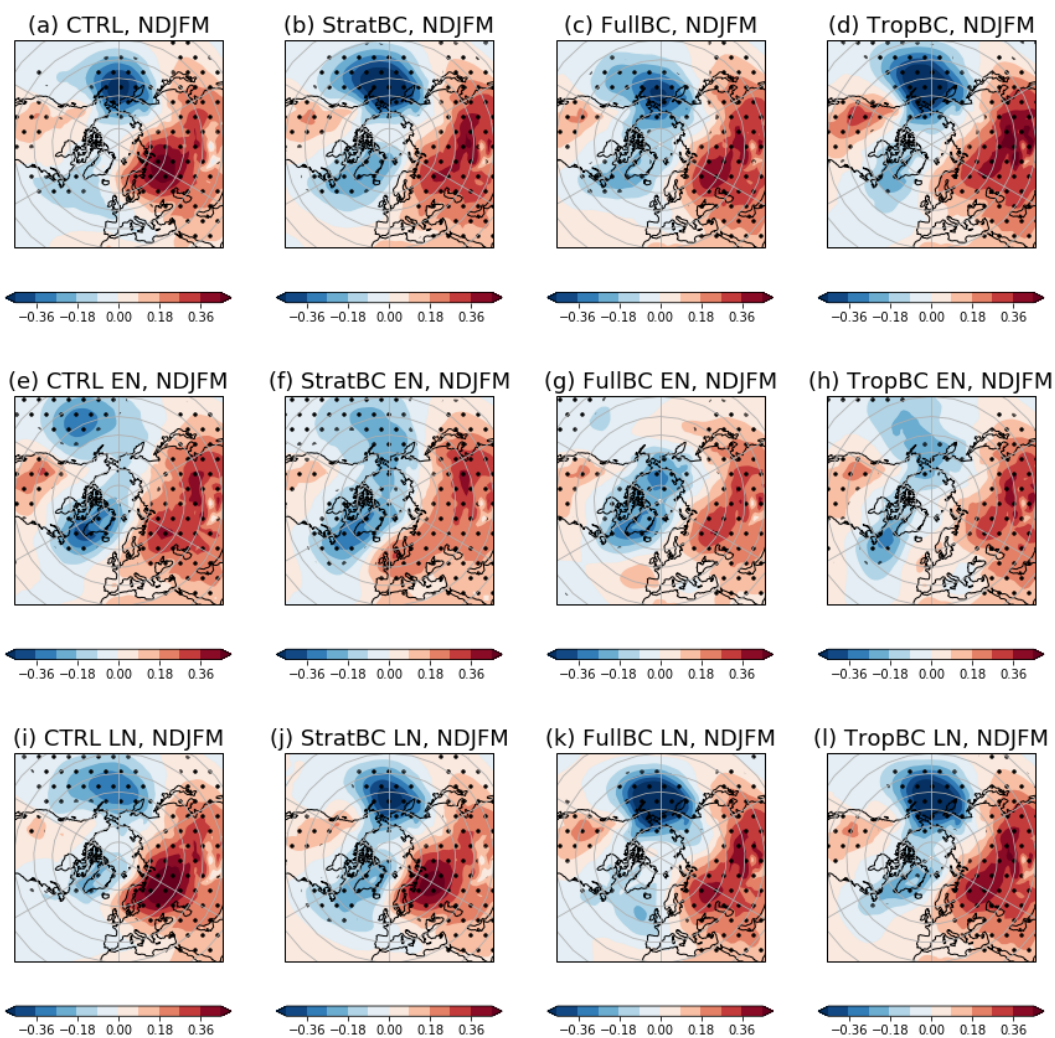 (a) CTRL, NDJFM (b) StratBC, NDJFM (c) FullBC, NDJFM (d) TropBC, NDJFM
−0.36 −0.18 0.00 0.18 0.36 −0.36 −0.18 0.00 0.18 0.36 −0.36 −0.18 0.00 0.18 0.36 −0.36 −0.18 0.00 0.18 0.36
(e) CTRL EN, NDJFM (f) StratBC EN, NDJFM (g) FullBC EN, NDJFM (h) TropBC EN, NDJFM
−0.36 −0.18 0.00 0.18 0.36 −0.36 −0.18 0.00 0.18 0.36 −0.36 −0.18 0.00 0.18 0.36 −0.36 −0.18 0.00 0.18 0.36
(i) CTRL LN, NDJFM (j) StratBC LN, NDJFM (k) FullBC LN, NDJFM (l) TropBC LN, NDJFM
−0.36 −0.18 0.00 0.18 0.36 −0.36 −0.18 0.00 0.18 0.36 −0.36 −0.18 0.00 0.18 0.36 −0.36 −0.18 0.00 0.18 0.36